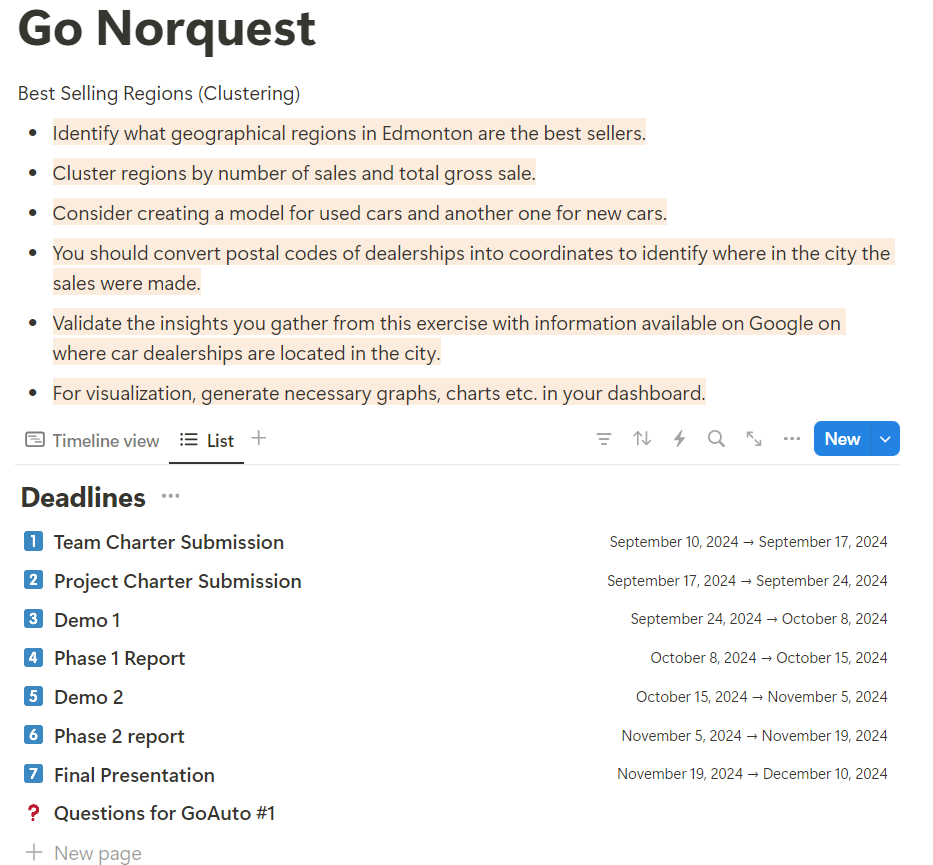 Go Norquest
Best Selling Regions (Clustering)
• Identify what geographical regions in Edmonton are the best sellers.
• Cluster regions by number of sales and total gross sale.
• Consider creating a model for used cars and another one for new cars.
• You should convert postal codes of dealerships into coordinates to identify where in the city the
sales were made.
• Validate the insights you gather from this exercise with information available on Google on
where car dealerships are located in the city.
• For visualization, generate necessary graphs, charts etc. in your dashboard.
Timeline view List + New
Deadlines
1 Team Charter Submission September 10, 2024 → September 17, 2024
2 Project Charter Submission September 17, 2024 → September 24, 2024
3 Demo 1 September 24, 2024 → October 8, 2024
4 Phase 1 Report October 8, 2024 → October 15, 2024
5 Demo 2 October 15, 2024 → November 5, 2024
6 Phase 2 report November 5, 2024 → November 19, 2024
7 Final Presentation November 19, 2024 → December 10, 2024
❓ Questions for GoAuto #1
+ New page